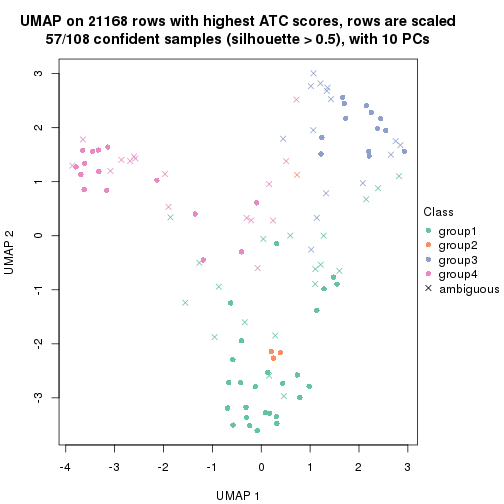 UMAP on 21168 rows with highest ATC scores, rows are scaled
57/108 confident samples (silhouette > 0.5), with 10 PCs
3
2
1
0
-1
-2
-3
UMAP 2
-4 -3 -2 -1 0 1 2 3
UMAP 1
Class
group1
group2
group3
group4
ambiguous